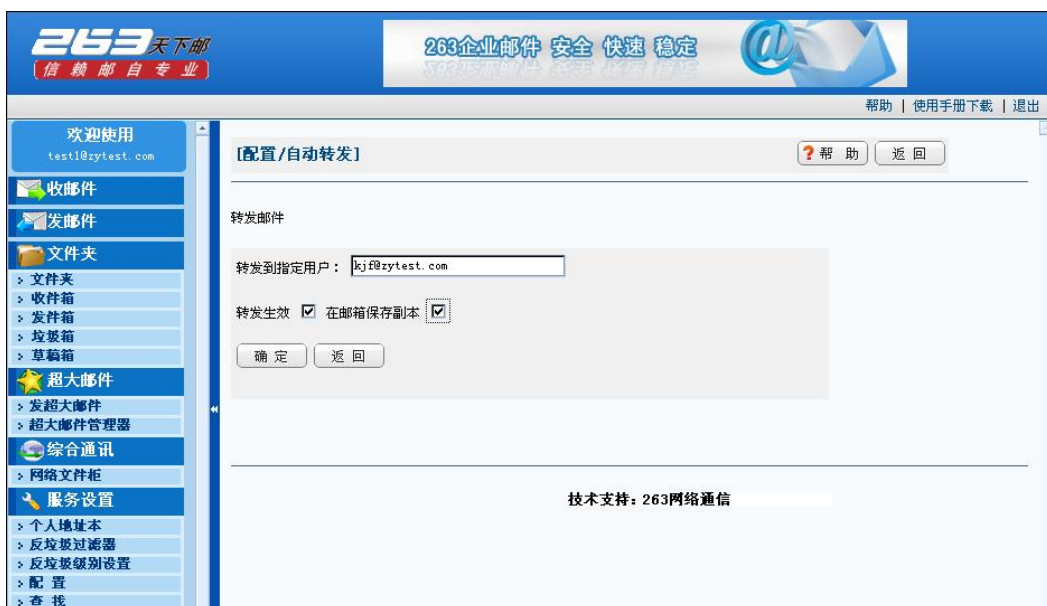 263天下邮
信赖邮自专业
263企业邮件 安全 快速 稳定
帮助 | 使用手册下载 | 退出
欢迎使用
test1@zytest.com
收邮件
发邮件
文件夹
文件夹
收件箱
发件箱
垃圾箱
草稿箱
超大邮件
发超大邮件
超大邮件管理器
综合通讯
网络文件柜
服务设置
个人地址本
反垃圾过滤器
反垃圾级别设置
配 置
查 找
[配置/自动转发]
?帮 助 返 回
转发邮件
转发到指定用户: kjf@zytest.com
转发生效 在邮箱保存副本
确 定 返 回
技术支持: 263网络通信